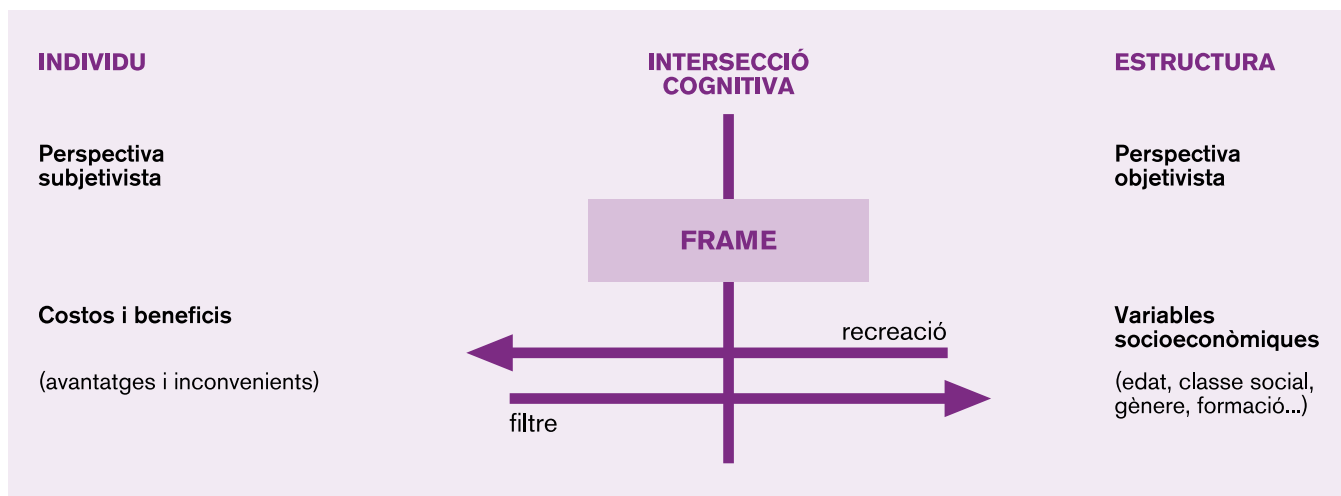 INDIVIDU
INTERSECCIÓ
COGNITIVA
ESTRUCTURA
Perspectiva
subjetivista
Perspectiva
objetivista
FRAME
Costos i beneficis
(avantatges i inconvenients)
recreació
filtre
Variables
socioeconòmiques
(edat, classe social,
gènere, formació...)